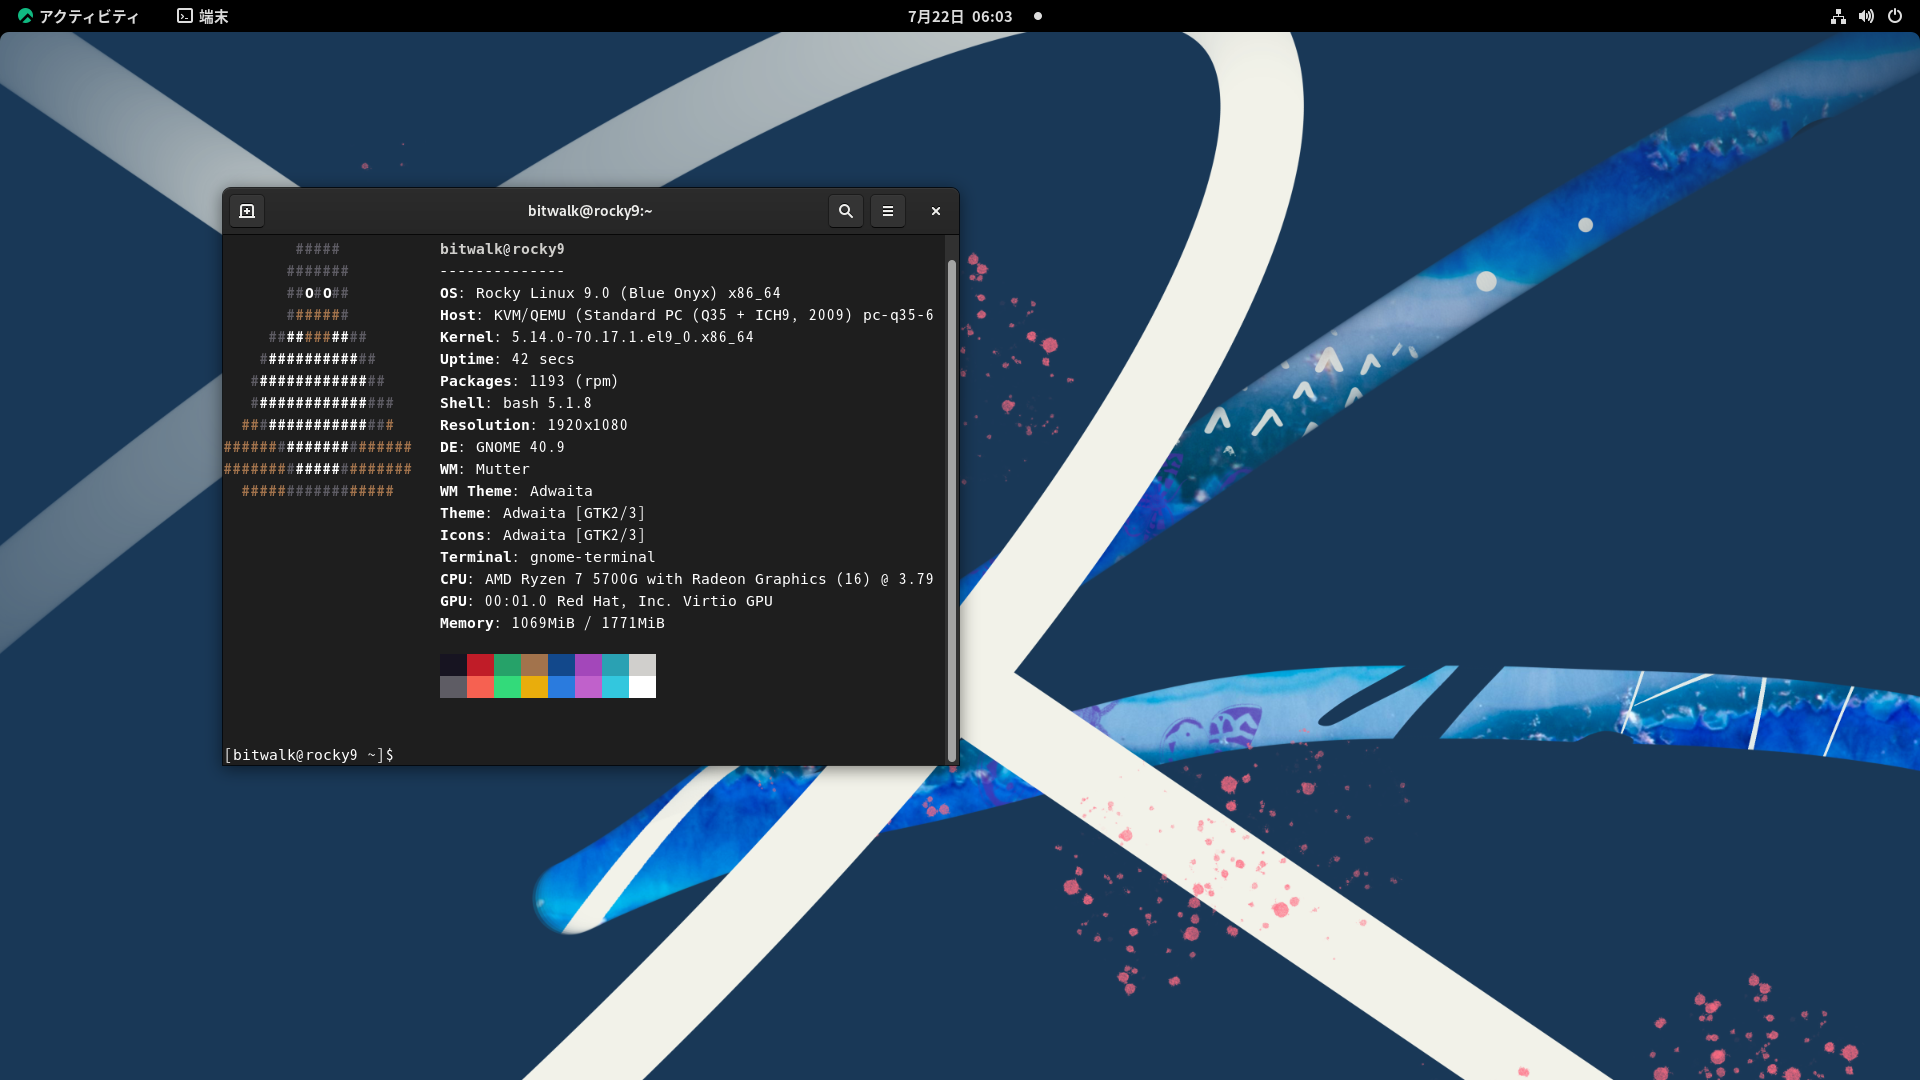 アクティビティ 端末 7月22日 06:03
bitwalk@rocky9:~
##### bitwalk@rocky9
####### --------------
##O#O## OS: Rocky Linux 9.0 (Blue Onyx) x86_64
####### Host: KVM/QEMU (Standard PC (Q35 + ICH9, 2009) pc-q35-6
########### Kernel: 5.14.0-70.17.1.el9_0.x86_64
############# Uptime: 42 secs
############### Packages: 1193 (rpm)
################ Shell: bash 5.1.8
################# Resolution: 1920x1080
##################### DE: GNOME 40.9
##################### WM: Mutter
################# WM Theme: Adwaita
Theme: Adwaita [GTK2/3]
Icons: Adwaita [GTK2/3]
Terminal: gnome-terminal
CPU: AMD Ryzen 7 5700G with Radeon Graphics (16) @ 3.79
GPU: 00:01.0 Red Hat, Inc. Virtio GPU
Memory: 1069MiB / 1771MiB
[bitwalk@rocky9 ~]$